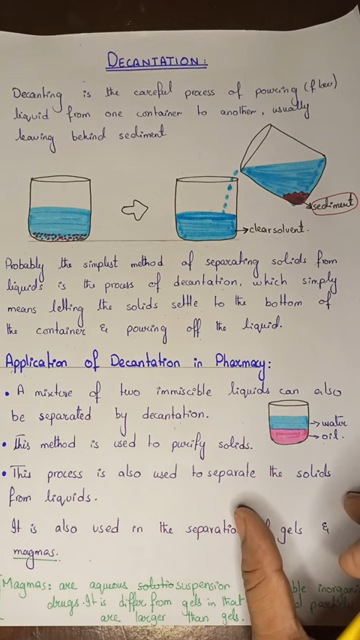 DECANTATION:
Decanting is the careful process of pouring (flow)
liquid from one container to another, usually
leaving behind sediment
sediment
clearsolvent.
Probably the simplest method of separating solids from
liquids is the process of decantation, which simply
means letting the solids settle to the bottom of
the container & pouring off the liquid.
Application of Decantation in Pharmacy:
• A mixture of two immiscible liquids can also
be separated by decantation.
water
oil.
• This method is used to purify solids.
• This process is also used to separate the solids
from liquids.
It is also used in the separation gels &
magmas.
Magmas: are aqueous suspension inorganic
drugs. It is differ from gels in that
are larger than gels.